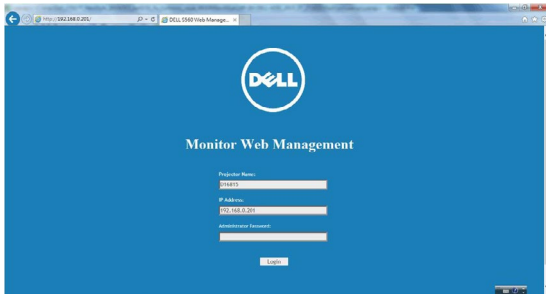 http://192.168.0.201/
DELL S560 Web Manage...
DELL
Monitor Web Management
Projector Name:
016815
IP Address:
192.168.0.201
Administrator Password:
Login